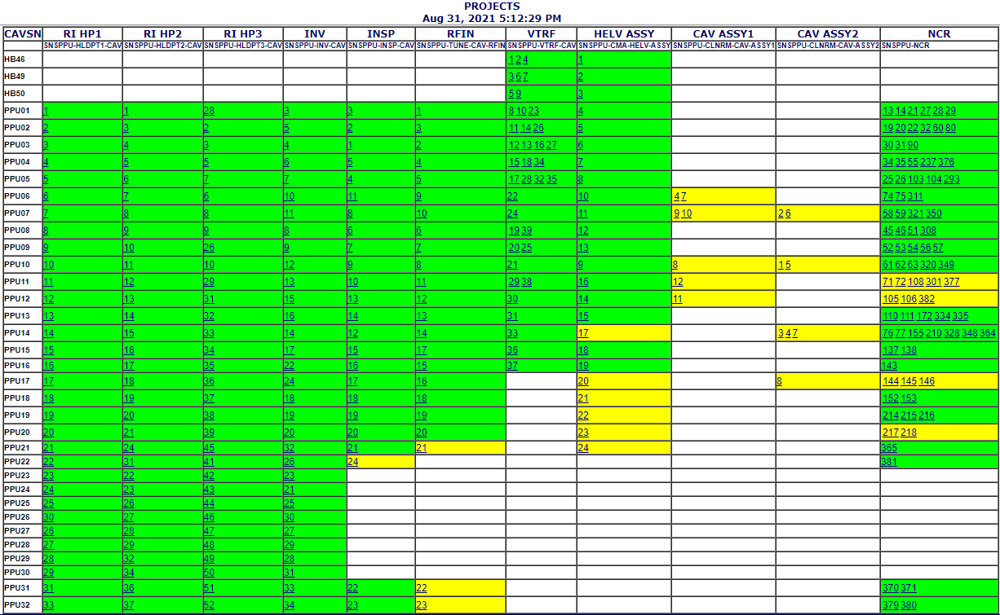 PROJECTS
Aug 31, 2021 5:12:29 PM
CAVSN RI HP1 RI HP2 RI HP3 INV INSP RFIN VTRF HELV ASSY CAV ASSY1 CAV ASSY2 NCR
SNSPPU-HLDPT1-CAV SNSPPU-HLDPT2-CAV SNSPPU-HLDPT3-CAV SNSPPU-INV-CAV SNSPPU-INSP-CAV SNSPPU-TUNE-CAV-RFIN SNSPPU-VTRF-CAV SNSPPU-CMA-HELV-ASSY SNSPPU-CLNRM-CAV-ASSY1 SNSPPU-CLNRM-CAV-ASSY2 SNSPPU-NCR
HB46 1 2 4 1
HB49 3 6 7 2
HB50 5 9 3
PPU01 1 1 28 3 3 1 8 10 23 4 13 14 21 27 28 29
PPU02 2 3 2 5 2 3 11 14 26 5 19 20 22 32 60 80
PPU03 3 4 3 4 1 2 12 13 16 27 6 30 31 90
PPU04 4 5 5 6 5 4 15 18 34 7 34 35 55 237 376
PPU05 5 6 7 7 4 5 17 28 32 35 8 25 26 103 104 293
PPU06 6 7 6 10 11 9 22 10 4 7 74 75 311
PPU07 7 8 8 11 8 10 24 11 9 10 2 6 58 59 321 350
PPU08 8 9 9 8 6 6 19 39 12 45 46 51 308
PPU09 9 10 26 9 7 7 20 25 13 52 53 54 56 57
PPU10 10 11 10 12 9 8 21 9 8 1 5 61 62 63 320 349
PPU11 11 12 29 13 10 11 29 38 16 12 71 72 108 301 377
PPU12 12 13 31 15 13 12 30 14 11 105 106 382
PPU13 13 14 32 16 14 13 31 15 110 111 172 334 335
PPU14 14 15 33 14 12 14 33 17 3 4 7 76 77 155 210 328 348 364
PPU15 15 16 34 17 15 17 36 18 137 138
PPU16 16 17 35 22 16 15 37 19 143
PPU17 17 18 36 24 17 16 20 8 144 145 146
PPU18 18 19 37 18 18 18 21 152 153
PPU19 19 20 38 19 19 19 22 214 215 216
PPU20 20 21 39 20 20 20 23 217 218
PPU21 21 24 45 32 21 21 24 365
PPU22 22 31 41 26 24 381
PPU23 23 22 42 23
PPU24 24 23 43 21
PPU25 25 26 44 25
PPU26 30 27 46 30
PPU27 26 28 47 27
PPU28 27 29 48 29
PPU29 28 32 49 28
PPU30 29 34 50 31
PPU31 31 36 51 33 22 22 370 371
PPU32 33 37 52 34 23 23 379 380